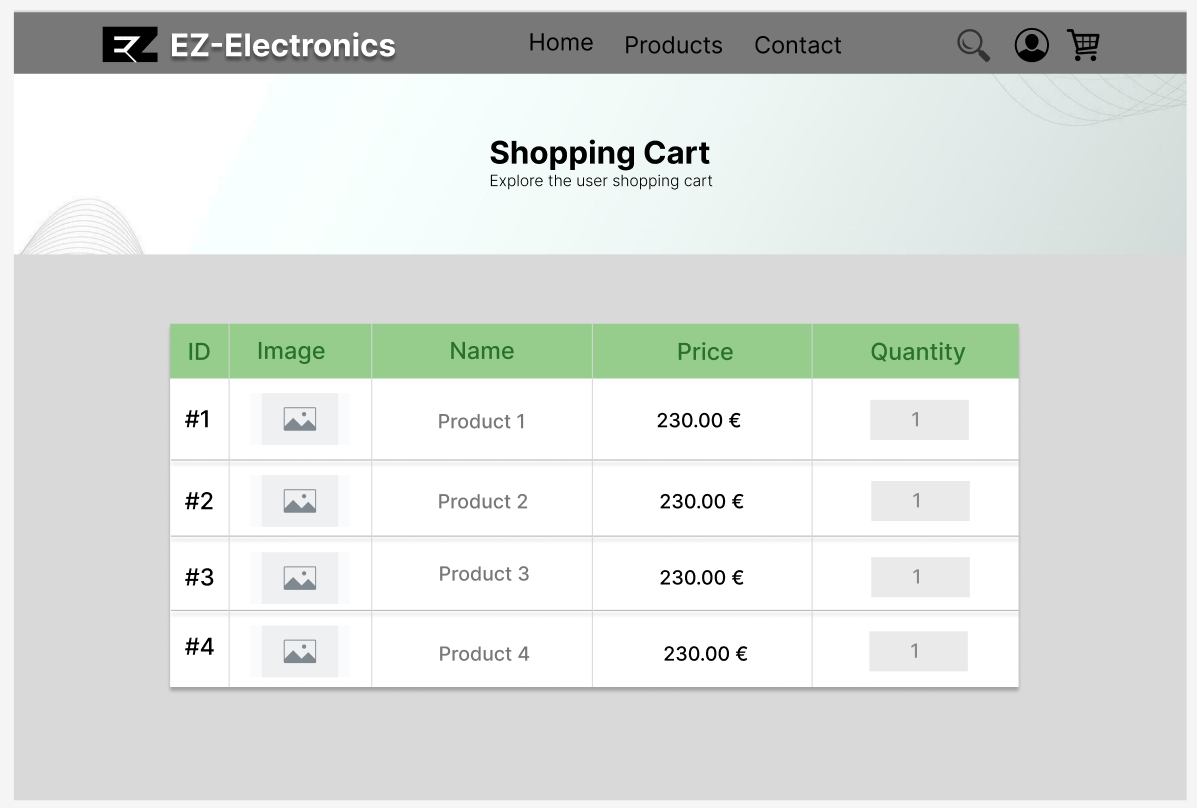 EZ EZ-Electronics Home Products Contact
Shopping Cart
Explore the user shopping cart
ID Image Name Price Quantity
#1 Product 1 230.00 € 1
#2 Product 2 230.00 € 1
#3 Product 3 230.00 € 1
#4 Product 4 230.00 € 1